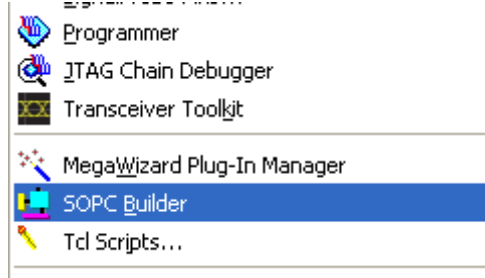 Programmer
JTAG Chain Debugger
Transceiver Toolkit
MegaWizard Plug-In Manager
SOPC Builder
Tcl Scripts...